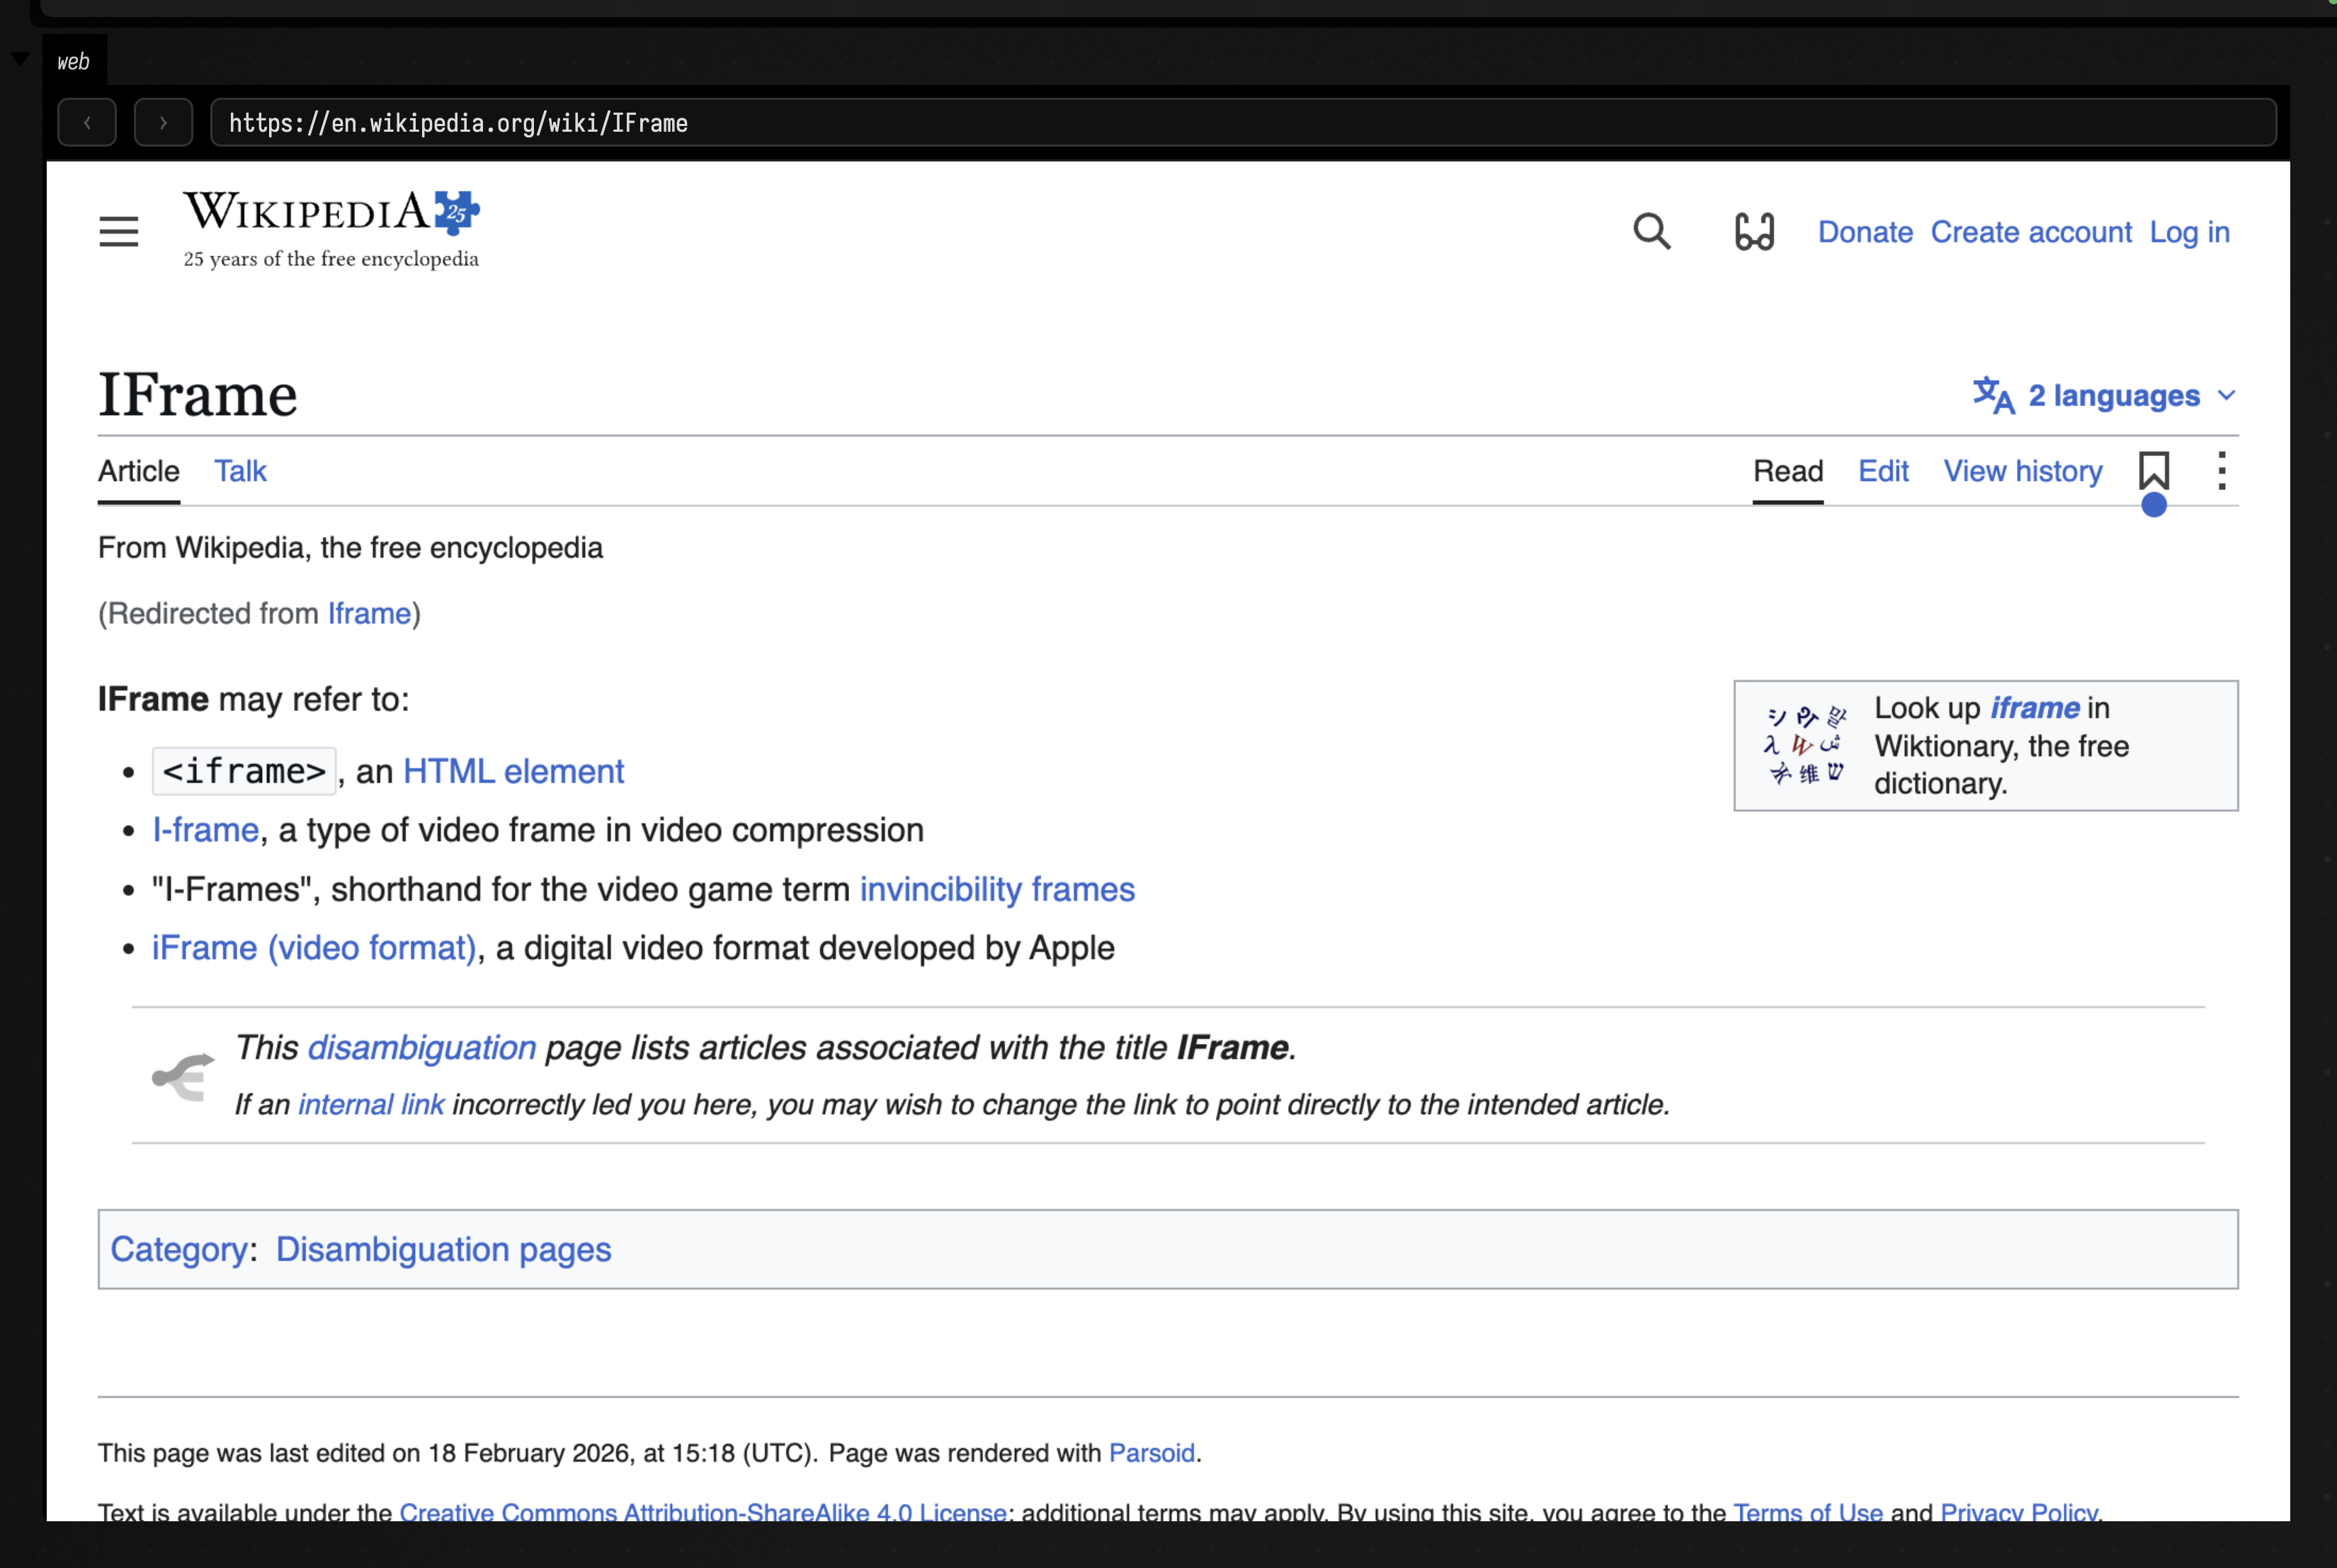 web
https://en.wikipedia.org/wiki/IFrame
WIKIPEDIA 25
25 years of the free encyclopedia
Donate Create account Log in
IFrame
文A 2 languages
Article Talk
Read Edit View history
From Wikipedia, the free encyclopedia
(Redirected from Iframe)
IFrame may refer to:
<iframe>, an HTML element
I-frame, a type of video frame in video compression
"I-Frames", shorthand for the video game term invincibility frames
iFrame (video format), a digital video format developed by Apple
Look up iframe in
Wiktionary, the free
dictionary.
This disambiguation page lists articles associated with the title IFrame.
If an internal link incorrectly led you here, you may wish to change the link to point directly to the intended article.
Category: Disambiguation pages
This page was last edited on 18 February 2026, at 15:18 (UTC). Page was rendered with Parsoid.
Text is available under the Creative Commons Attribution-ShareAlike 4.0 License; additional terms may apply. By using this site, you agree to the Terms of Use and Privacy Policy.